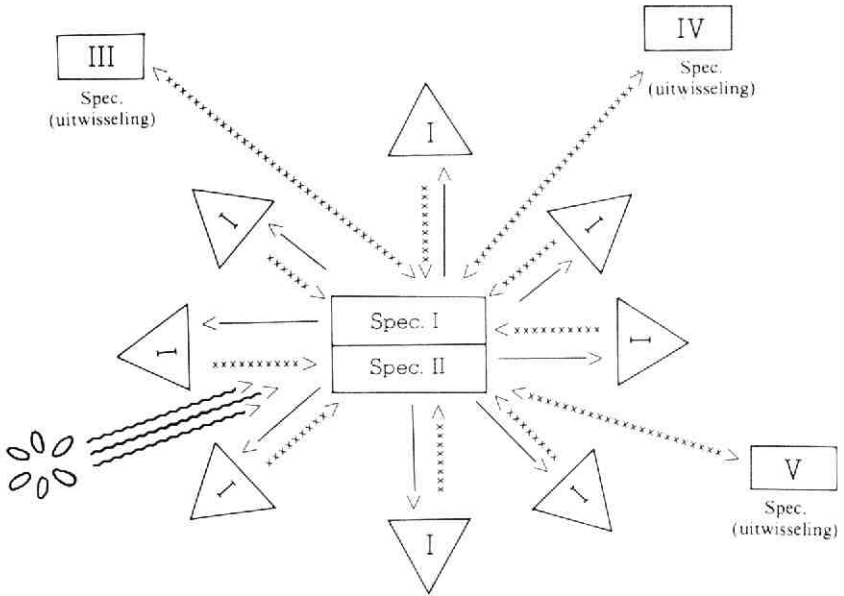 III
Spec.
(uitwisseling)
IV
Spec.
(uitwisseling)
I
I
I
Spec. I
Spec. II
I
I
I
I
I
V
Spec.
(uitwisseling)